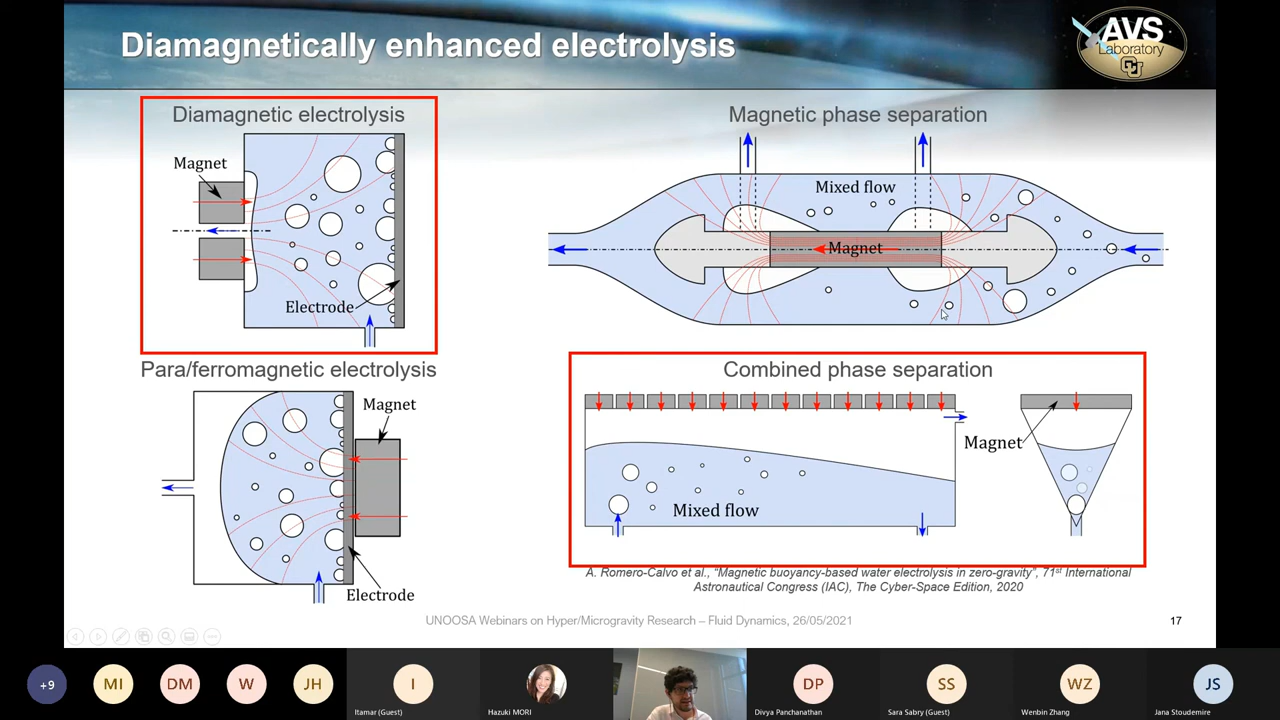 Diamagnetically enhanced electrolysis
AVS
Laboratory
CU
Diamagnetic electrolysis
Magnet
Electrode
Magnetic phase separation
Mixed flow
Magnet
Para/ferromagnetic electrolysis
Magnet
Electrode
Combined phase separation
Magnet
Mixed flow
A. Romero-Calvo et al., "Magnetic buoyancy-based water electrolysis in zero-gravity", 71st International
Astronautical Congress (IAC), The Cyber-Space Edition, 2020
UNOOSA Webinars on Hyper/Microgravity Research – Fluid Dynamics, 26/05/2021
17
+9
MI
DM
W
JH
I
Itamar (Guest)
Hazuki MORI
DP
Divya Panchanathan
SS
Sara Sabry (Guest)
WZ
Wenbin Zhang
JS
Jana Stoudemire